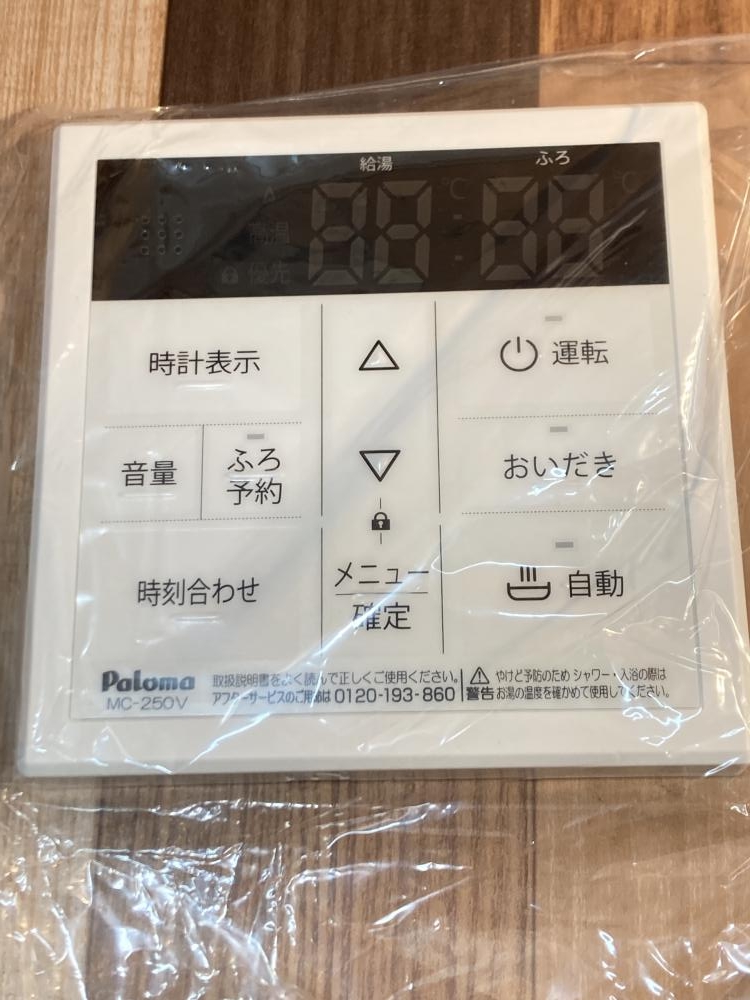 給湯 ふろ
高温
優先
88 ℃ : 88 ℃
時計表示
運転
音量
ふろ
予約
おいだき
時刻合わせ
メニュー
確定
自動
Paloma
MC-250V
取扱説明書をよく読んで正しくご使用ください。
アフターサービスのご用命は 0120-193-860
警告
やけど予防のため シャワー・入浴の際は
お湯の温度を確かめて使用してください。